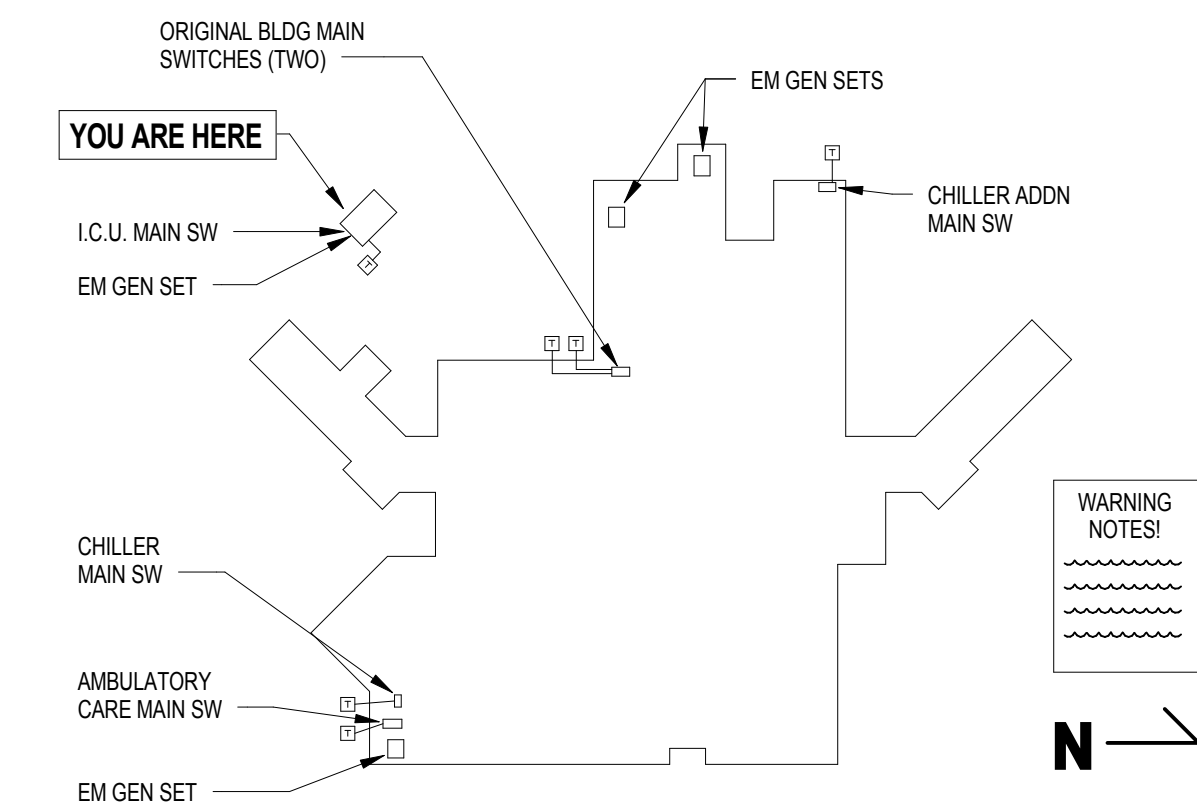 ORIGINAL BLDG MAIN
SWITCHES (TWO)
EM GEN SETS
YOU ARE HERE
T
CHILLER ADDN
MAIN SW
I.C.U. MAIN SW
T
EM GEN SET
T T
WARNING
NOTES!
CHILLER
MAIN SW
AMBULATORY
CARE MAIN SW
T
T
EM GEN SET
N